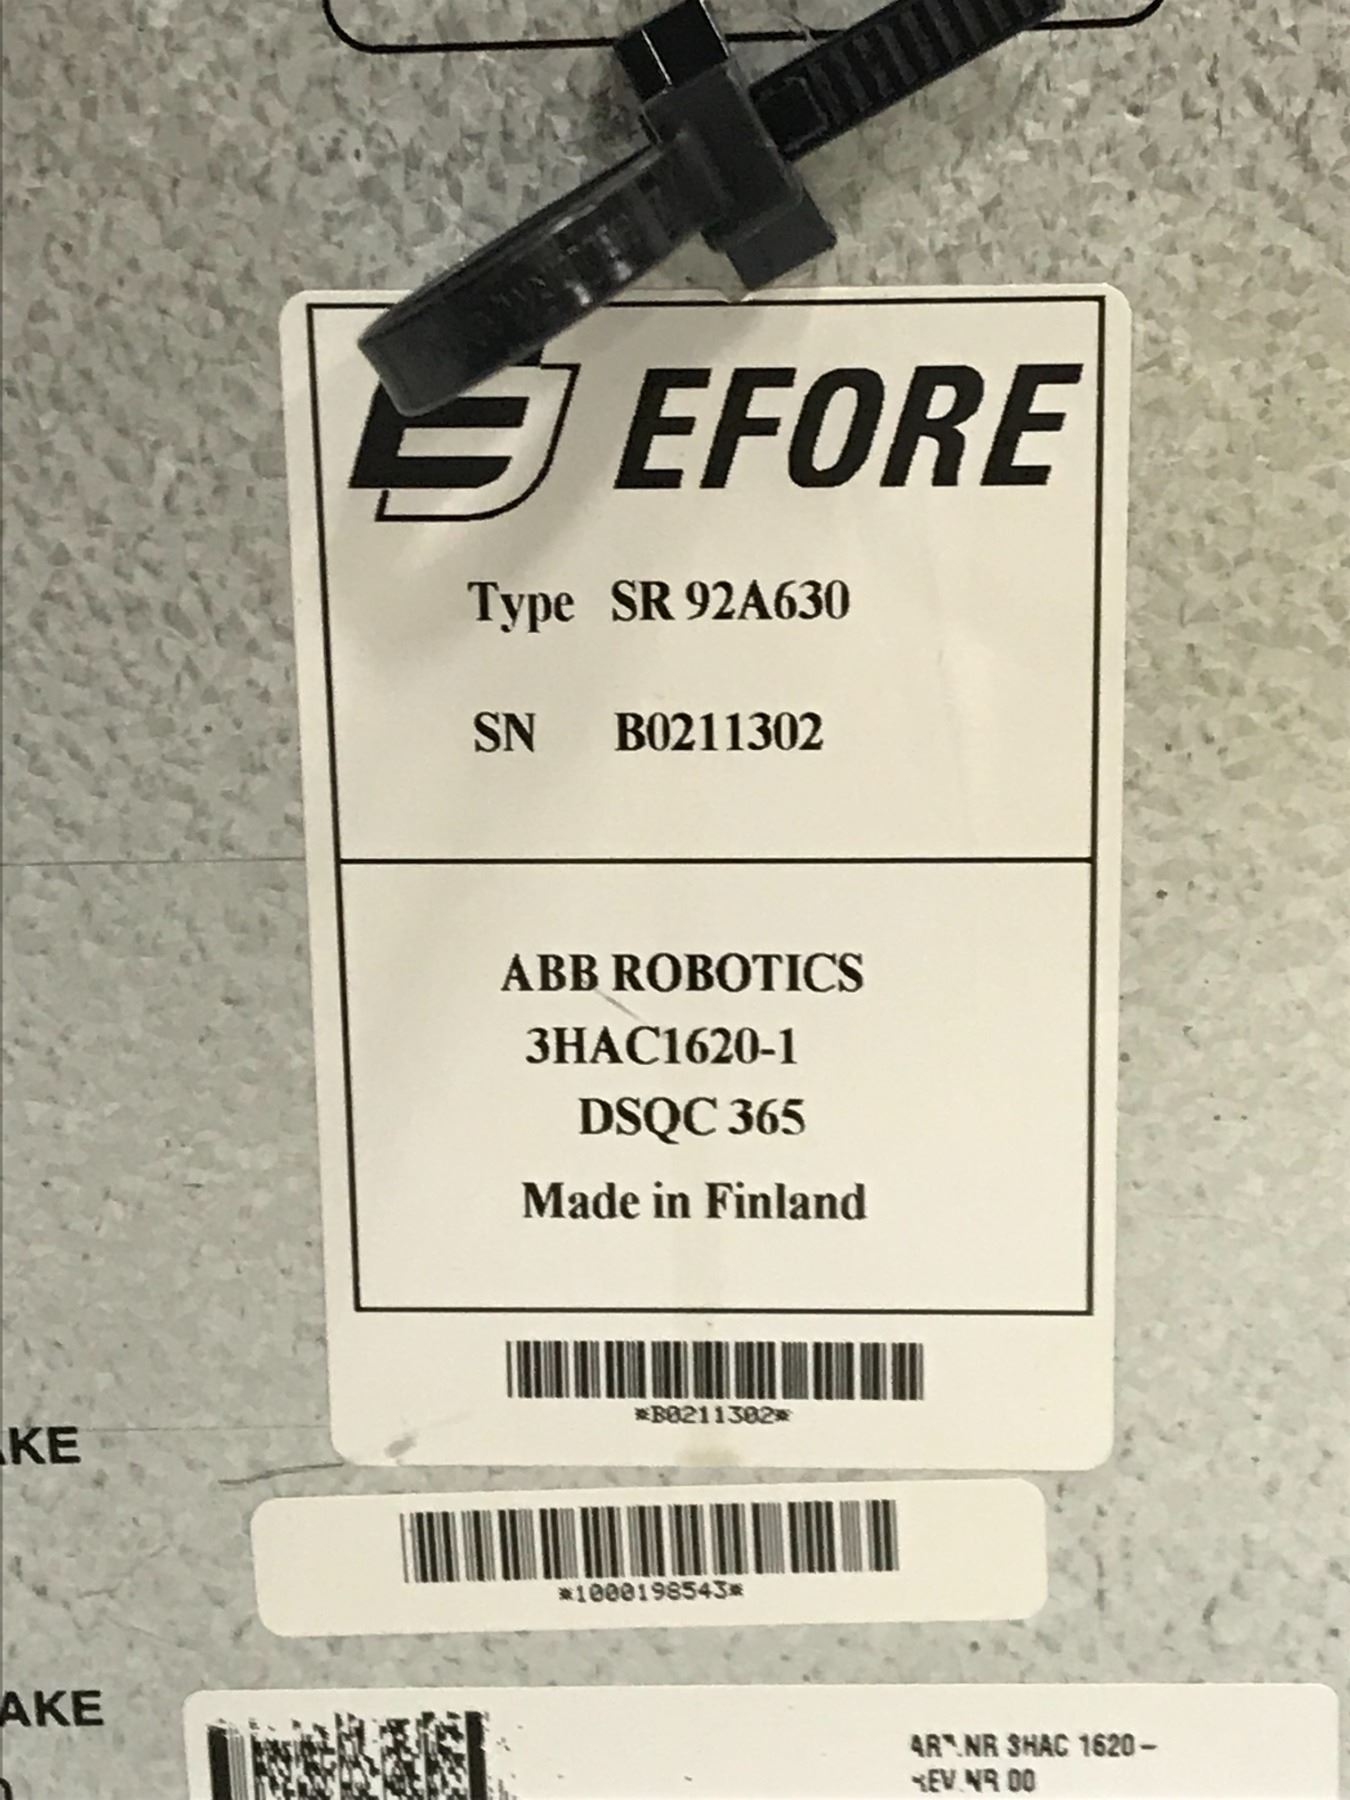 EFORE
Type SR 92A630
SN B0211302
ABB ROBOTICS
3HAC1620-1
DSQC 365
Made in Finland
*B0211302*
AKE
*1000198543*
AKE
NR 3HAC 1620-
NR 00